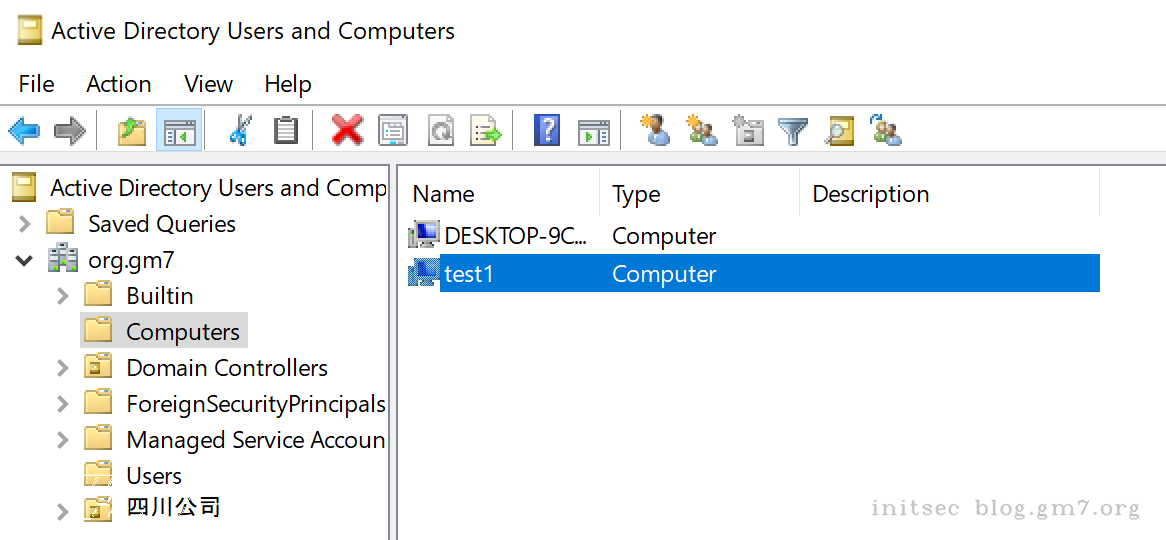 Active Directory Users and Computers
File Action View Help
Active Directory Users and Comp
Saved Queries
org.gm7
Builtin
Computers
Domain Controllers
ForeignSecurityPrincipals
Managed Service Accoun
Users
四川公司
Name Type Description
DESKTOP-9C... Computer
test1 Computer
initsec blog.gm7.org